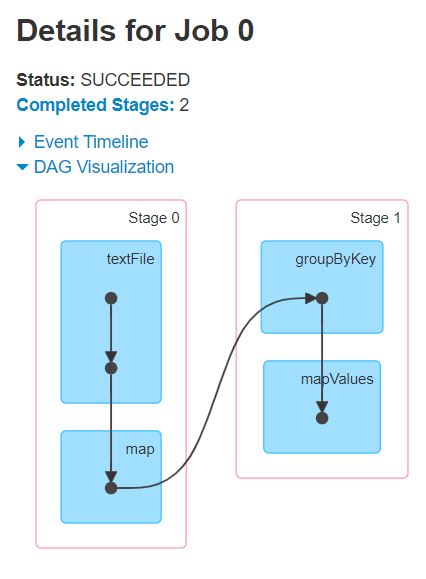 Details for Job 0
Status: SUCCEEDED
Completed Stages: 2
Event Timeline
DAG Visualization
Stage 0
textFile
map
Stage 1
groupByKey
mapValues